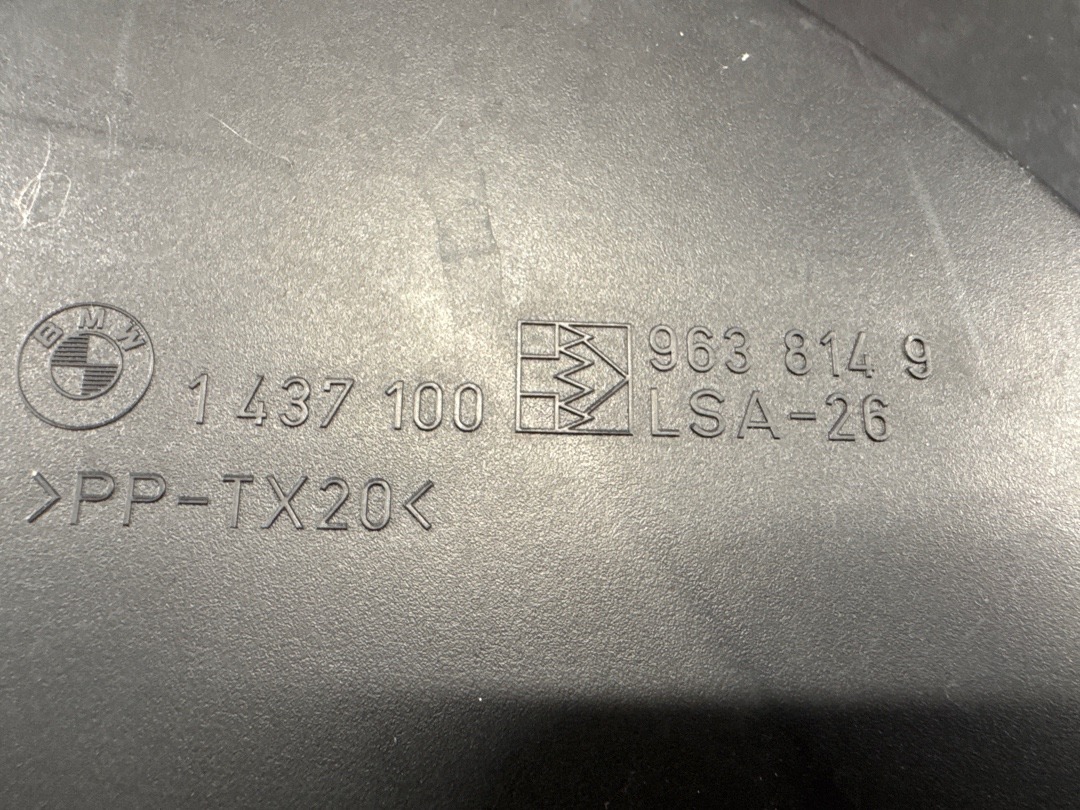 BMW
1 437 100
963 814 9
LSA-26
>PP-TX20<